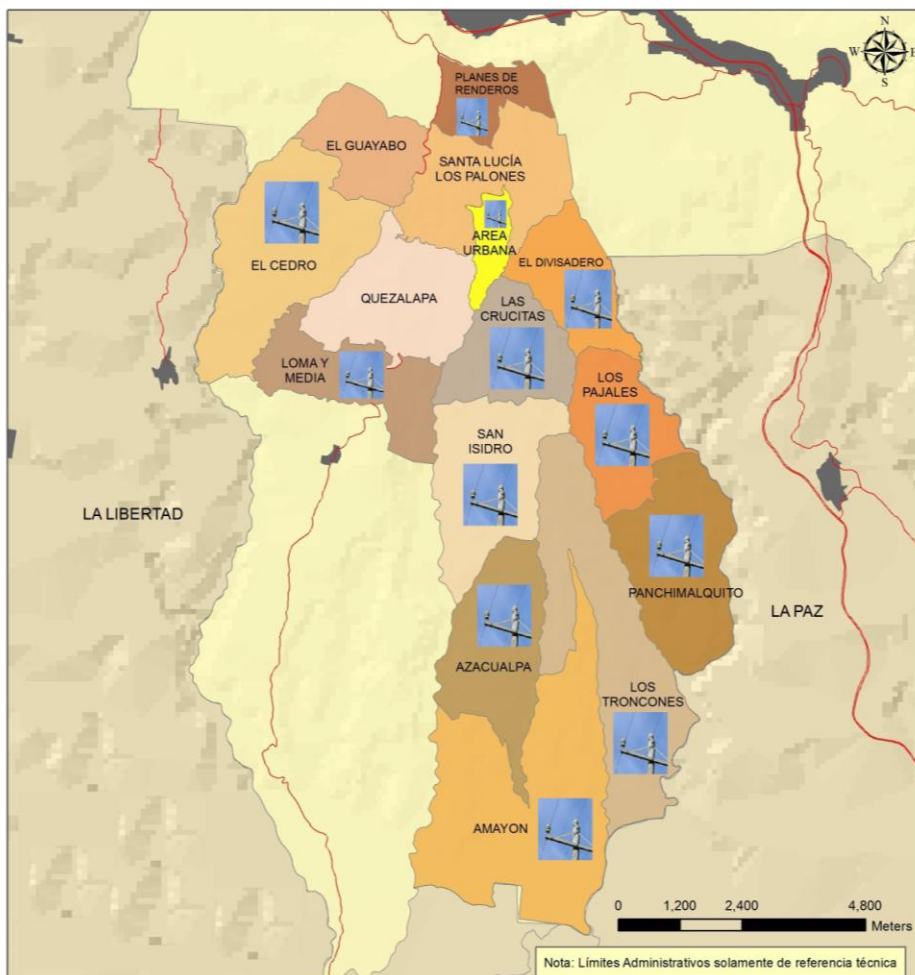 N
W
E
S
PLANES DE
RENDEROS
EL GUAYABO
SANTA LUCÍA
LOS PALONES
AREA
URBANA
EL CEDRO
EL DIVISADERO
QUEZALAPA
LAS
CRUCITAS
LOMA Y
MEDIA
LOS
PAJALES
SAN
ISIDRO
LA LIBERTAD
PANCHIMALQUITO
LA PAZ
AZACUALPA
LOS
TRONCONES
AMAYON
0 1,200 2,400 4,800
Meters
Nota: Límites Administrativos solamente de referencia técnica